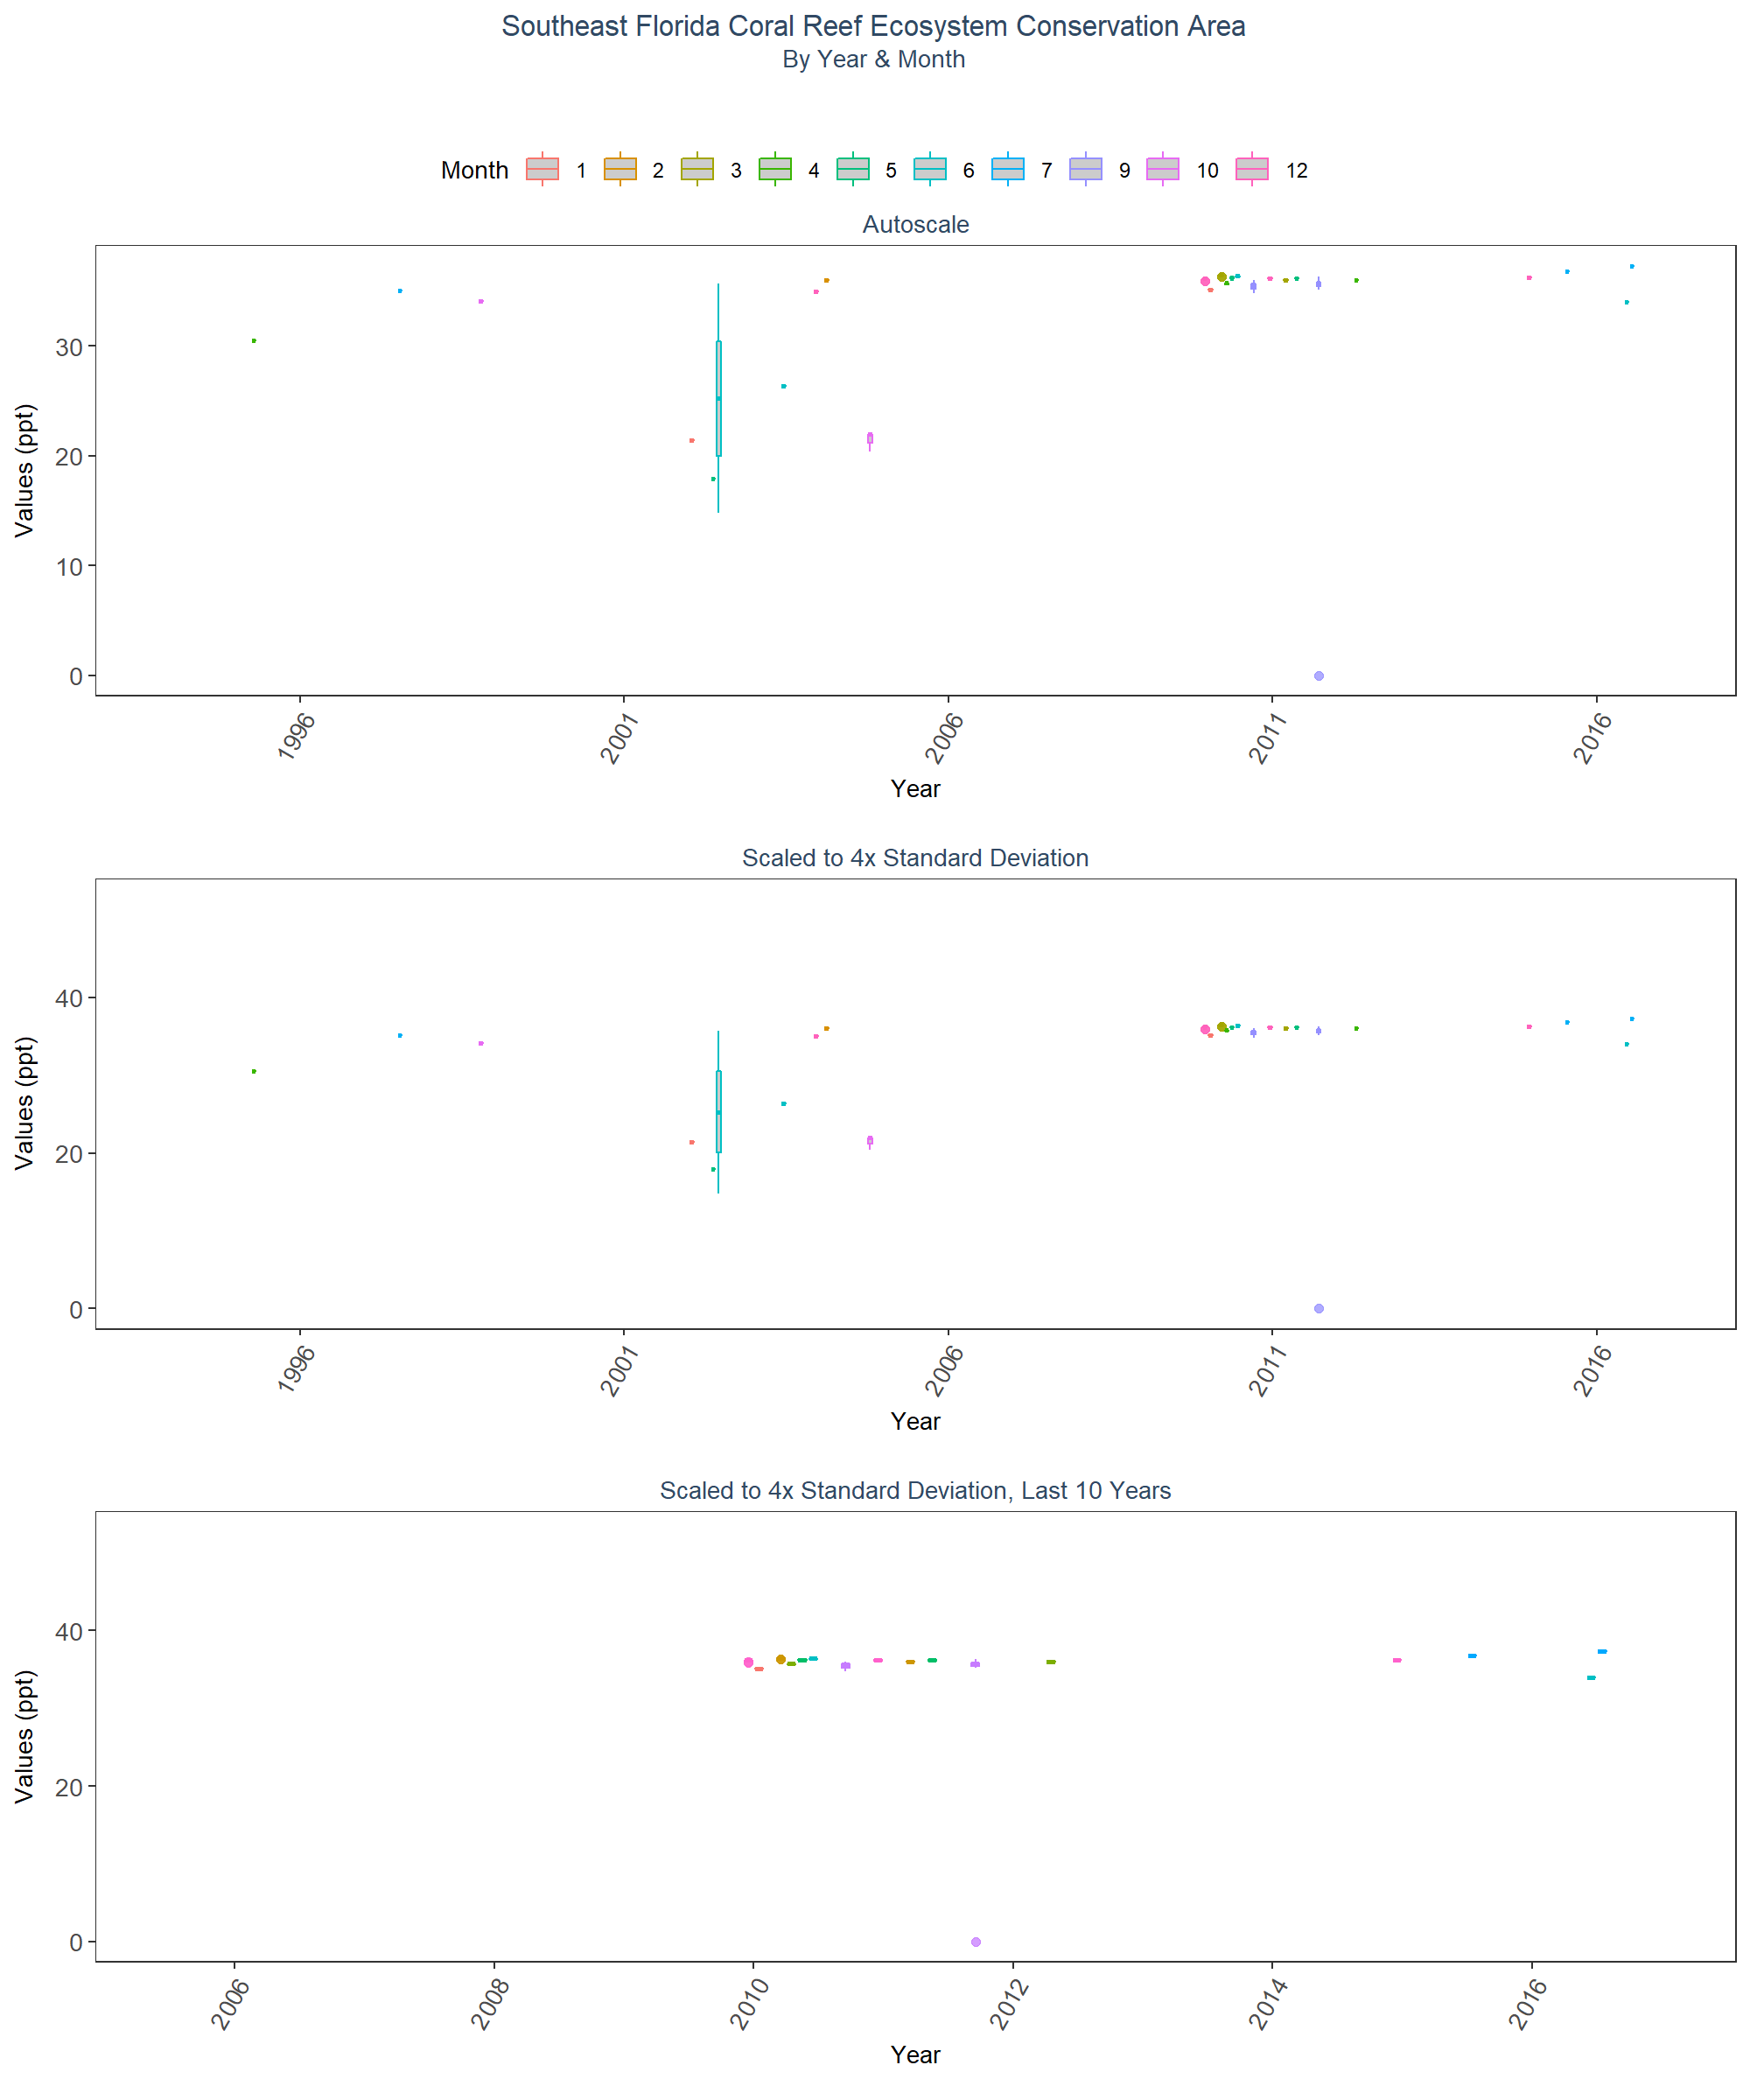 Southeast Florida Coral Reef Ecosystem Conservation Area
By Year & Month
Month 1 2 3 4 5 6 7 9 10 12
Autoscale
Values (ppt)
30
20
10
0
1996 2001 2006 2011 2016
Year
Scaled to 4x Standard Deviation
Values (ppt)
40
20
0
1996 2001 2006 2011 2016
Year
Scaled to 4x Standard Deviation, Last 10 Years
Values (ppt)
40
20
0
2006 2008 2010 2012 2014 2016
Year